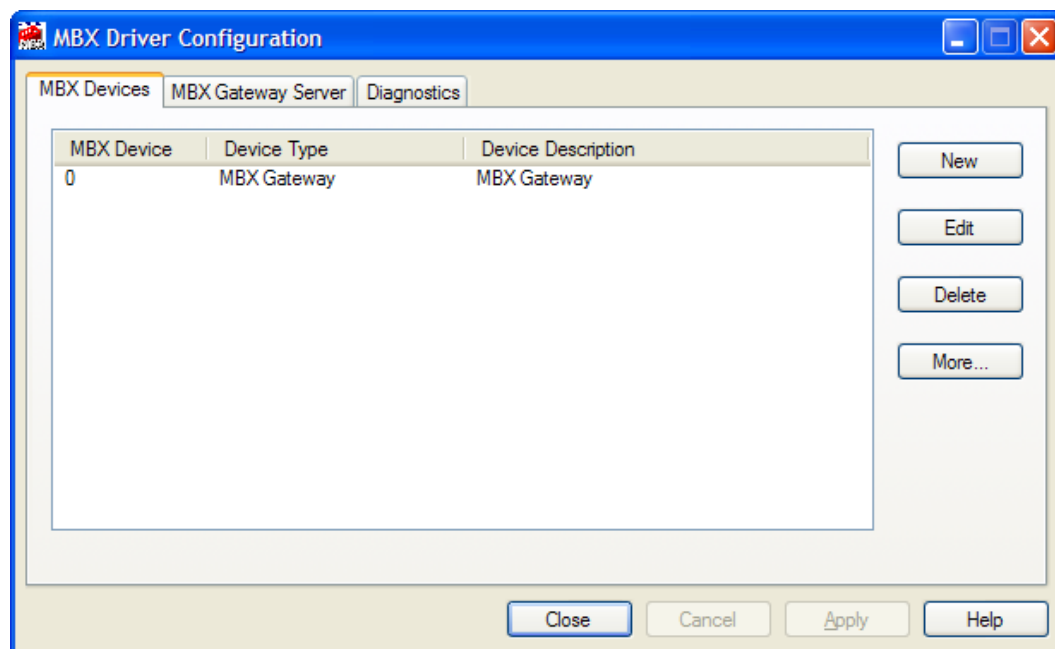 MBX Driver Configuration
MBX Devices MBX Gateway Server Diagnostics
MBX Device Device Type Device Description
0 MBX Gateway MBX Gateway
New
Edit
Delete
More...
Close Cancel Apply Help